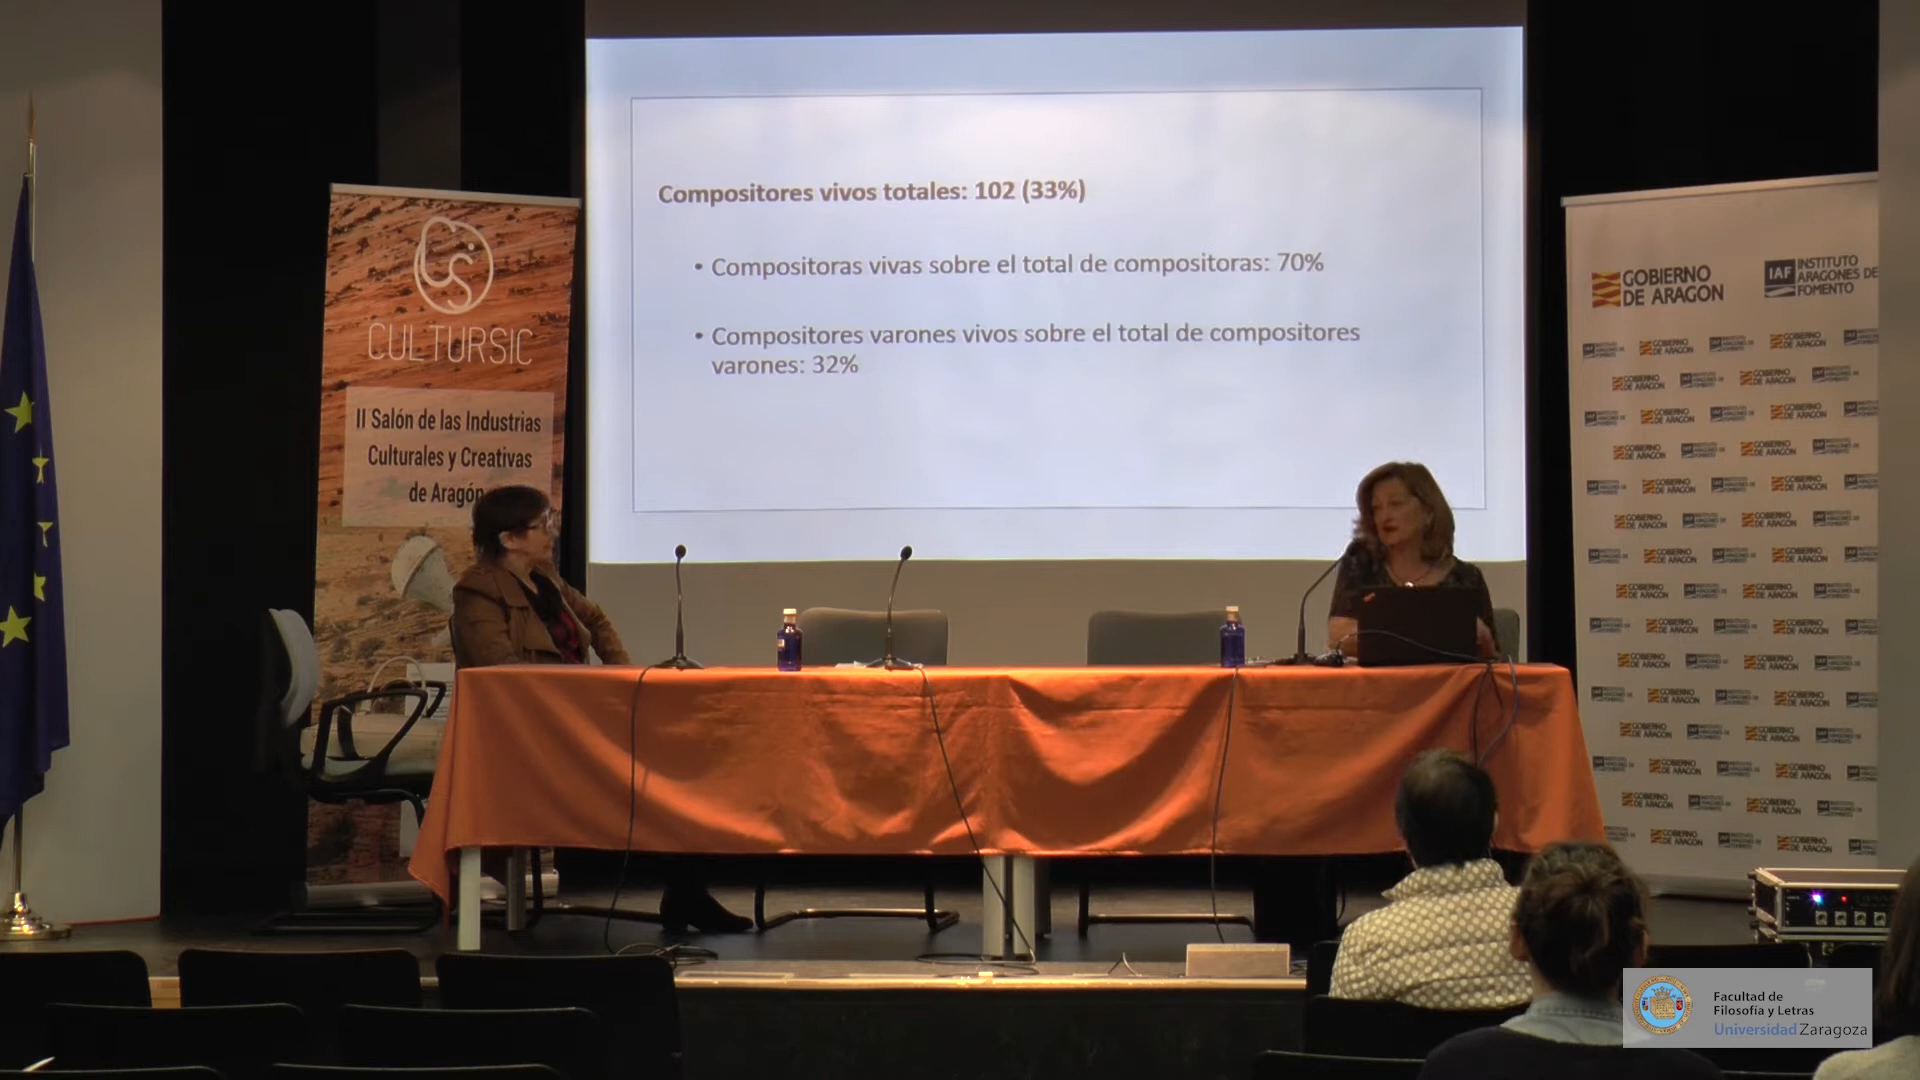 Compositores vivos totales: 102 (33%)
• Compositoras vivas sobre el total de compositoras: 70%
• Compositores varones vivos sobre el total de compositores
varones: 32%
CS
CULTURSIC
II Salón de las Industrias
Culturales y Creativas
de Aragón
GOBIERNO
DE ARAGON
IAF
INSTITUTO
ARAGONES DE
FOMENTO
Facultad de
Filosofía y Letras
Universidad Zaragoza